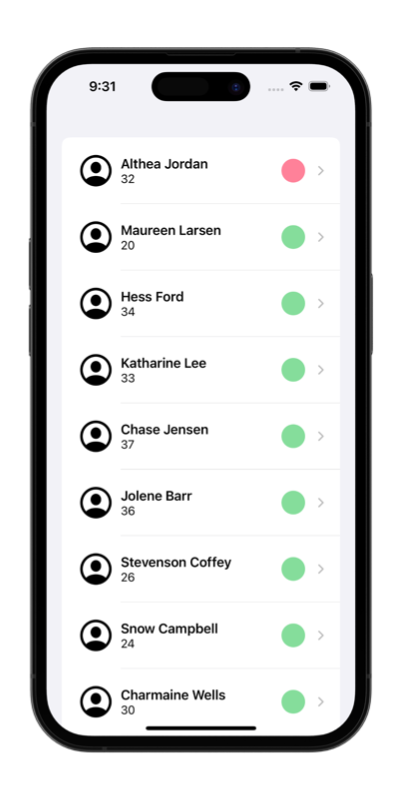 9:31
Althea Jordan
32
Maureen Larsen
20
Hess Ford
34
Katharine Lee
33
Chase Jensen
37
Jolene Barr
36
Stevenson Coffey
26
Snow Campbell
24
Charmaine Wells
30